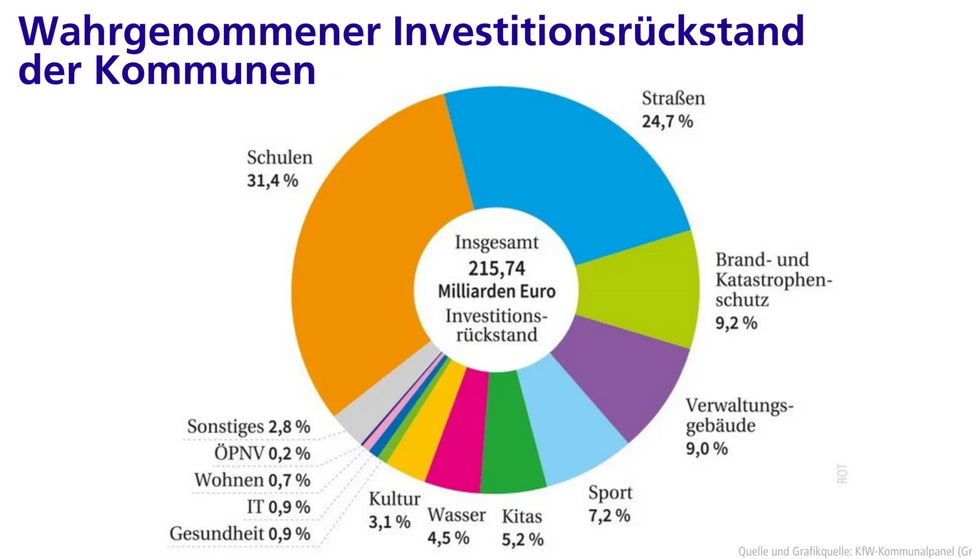 Wahrgenommener Investitionsrückstand
der Kommunen
Straßen
24,7 %
Schulen
31,4 %
Insgesamt
215,74
Milliarden Euro
Investitions-
rückstand
Brand- und
Katastrophen-
schutz
9,2 %
Verwaltungs-
gebäude
9,0 %
Sonstiges 2,8 %
ÖPNV 0,2 %
Wohnen 0,7 %
IT 0,9 %
Gesundheit 0,9 %
Kultur
3,1 %
Wasser
4,5 %
Kitas
5,2 %
Sport
7,2 %
ROT
Quelle und Grafikquelle: KfW-Kommunalpanel